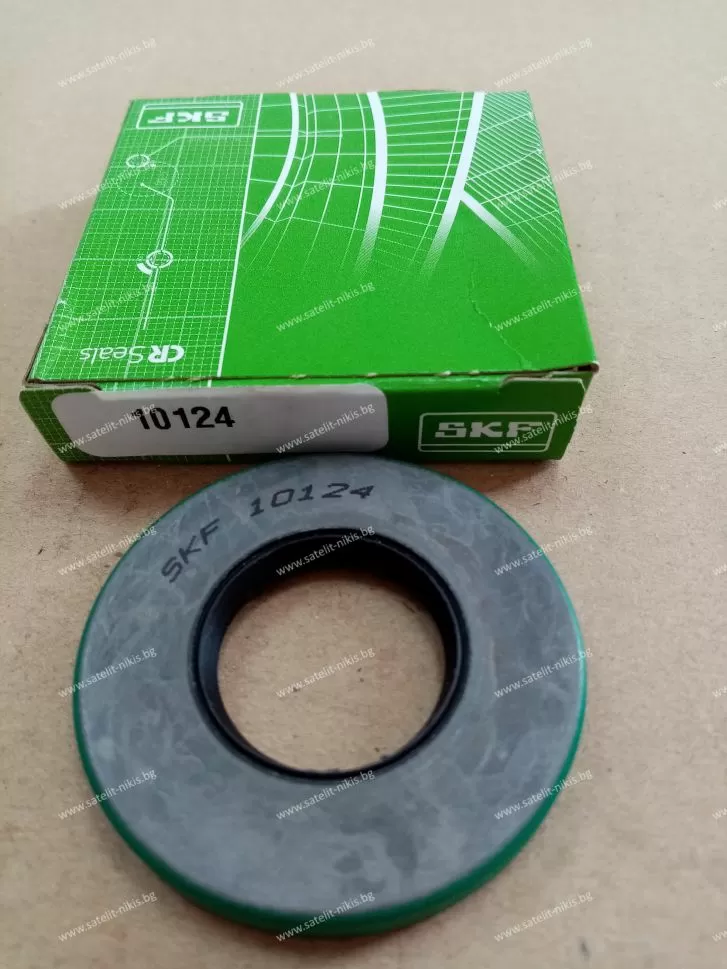 SKF
CR Seals
10124
SKF
SKF 10124
www.satelit-nikis.bg